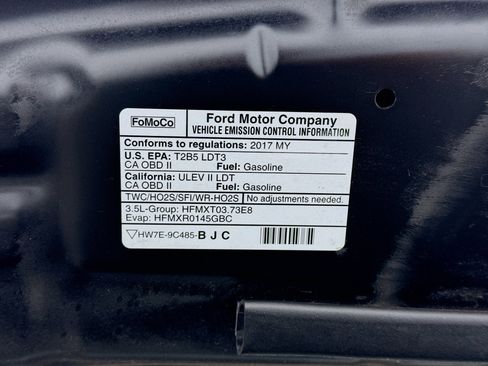 FoMoCo
Ford Motor Company
VEHICLE EMISSION CONTROL INFORMATION
Conforms to regulations: 2017 MY
U.S. EPA: T2B5 LDT3
CA OBD II Fuel: Gasoline
California: ULEV II LDT
CA OBD II Fuel: Gasoline
TWC/HO2S/SFI/WR-HO2S No adjustments needed.
3.5L-Group: HFMXT03.73E8
Evap: HFMXR0145GBC
HW7E-9C485-B J C